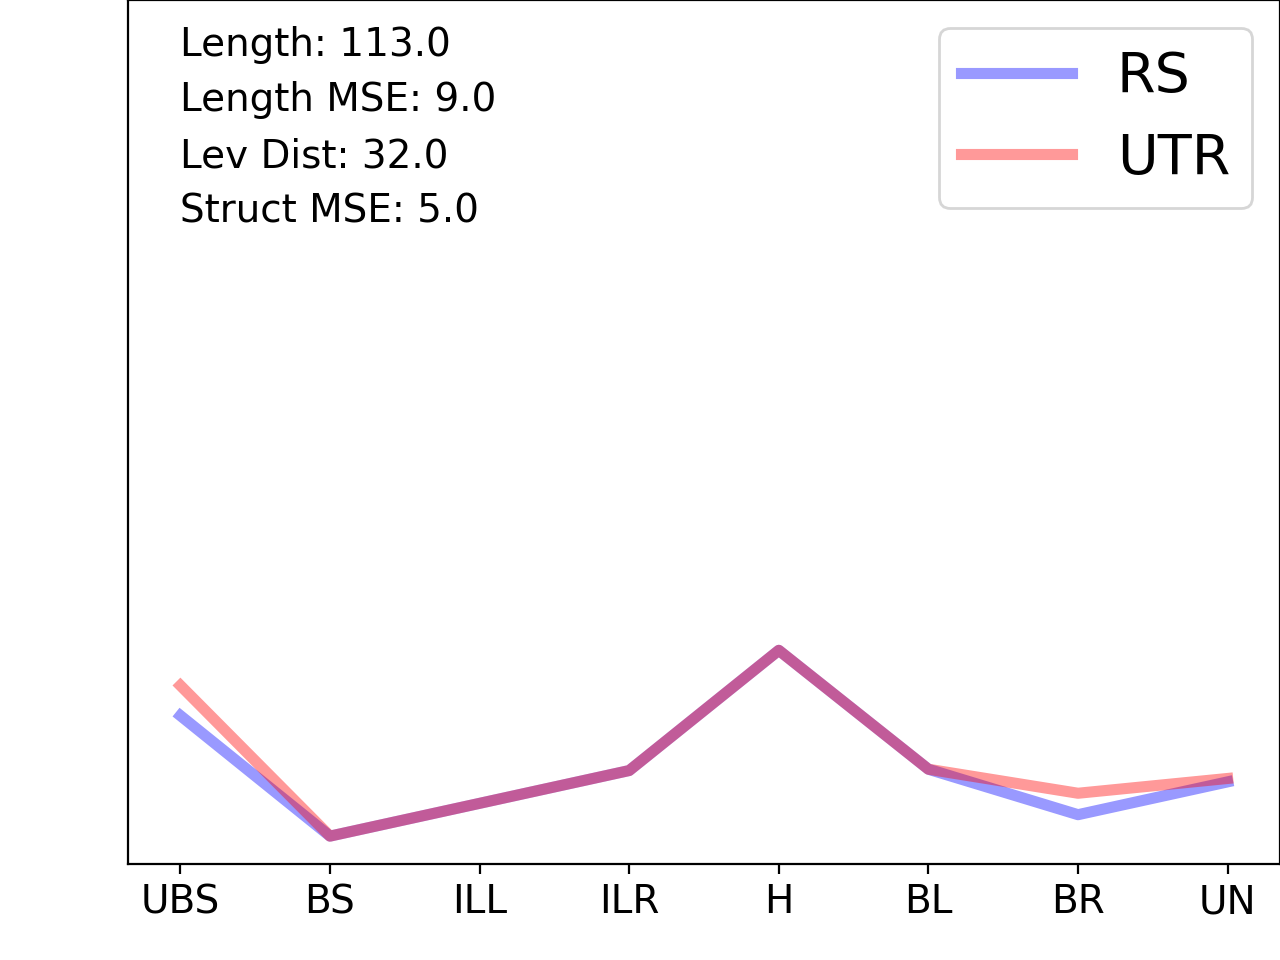 Length: 113.0
Length MSE: 9.0
Lev Dist: 32.0
Struct MSE: 5.0
RS
UTR
UBS BS ILL ILR H BL BR UN